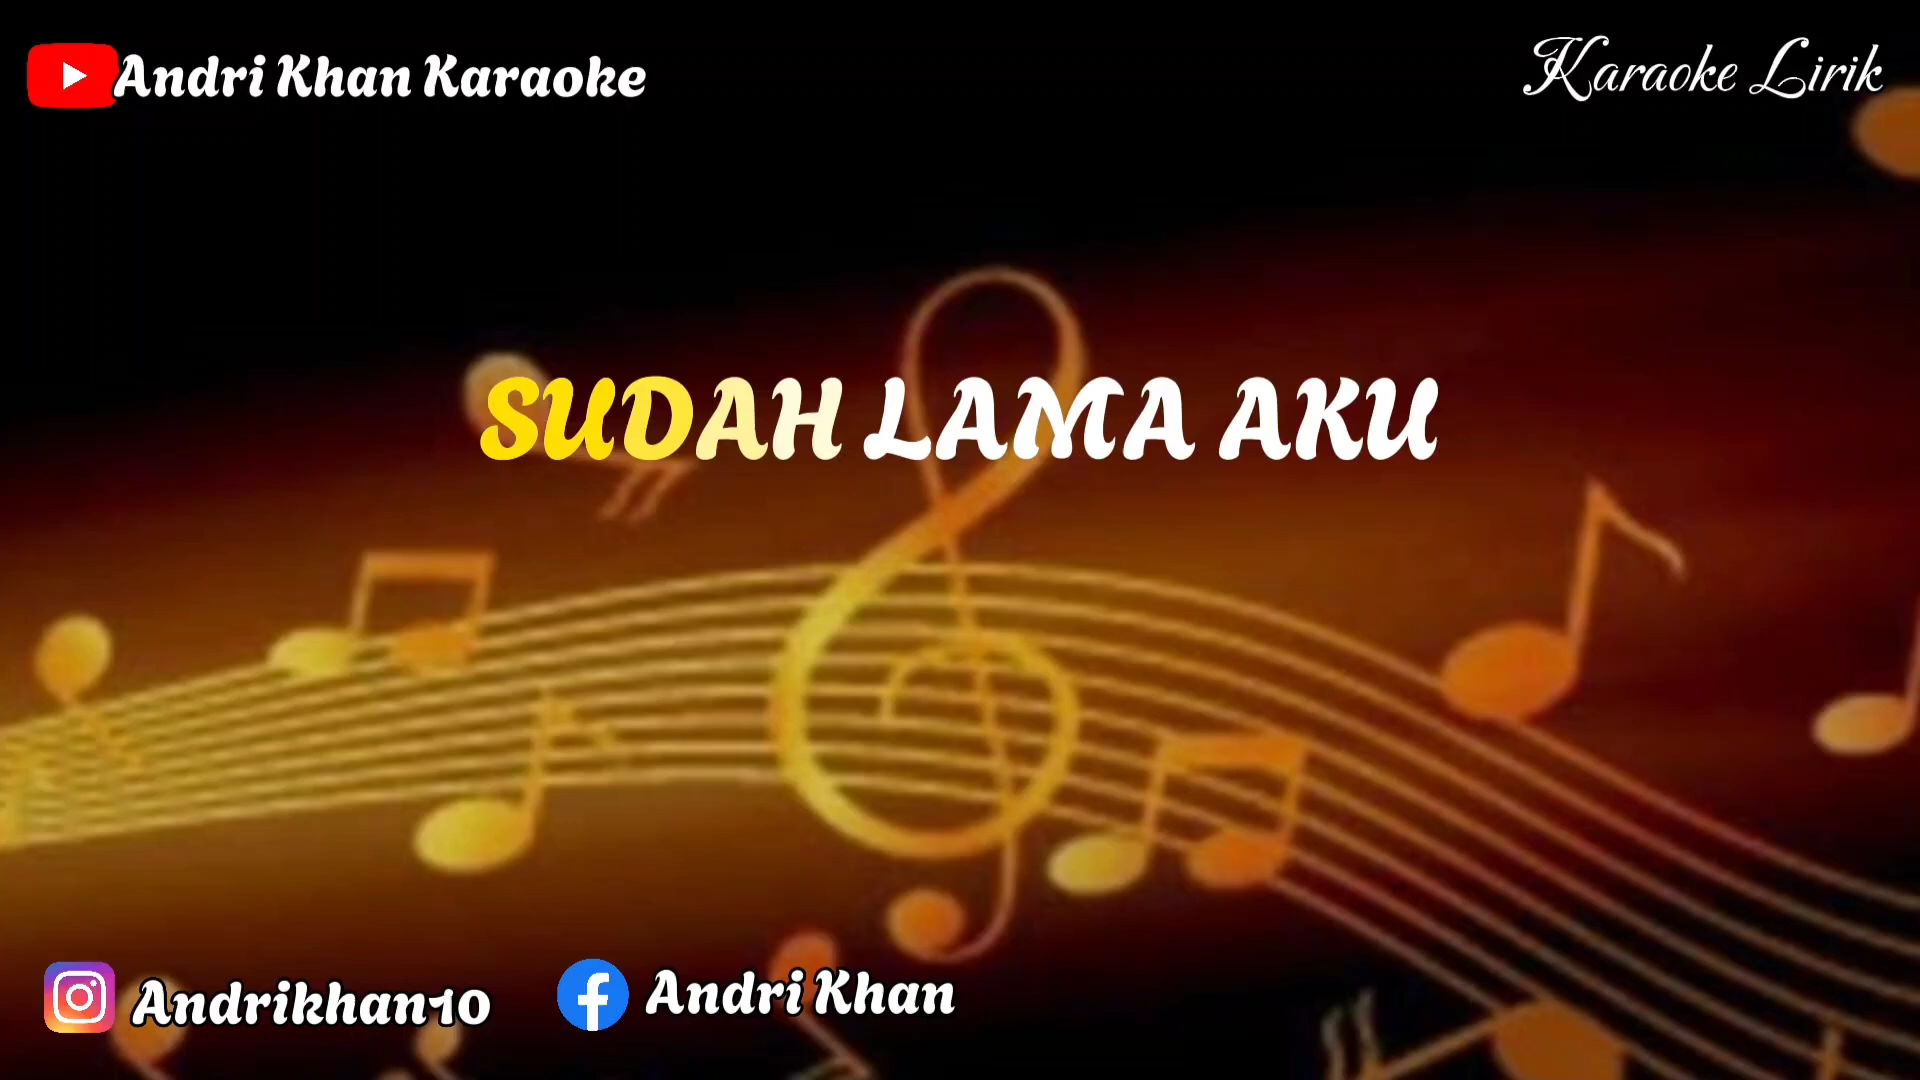 Andri Khan Karaoke
Karaoke Lirik
SUDAH LAMA AKU
Andrikhan10
Andri Khan